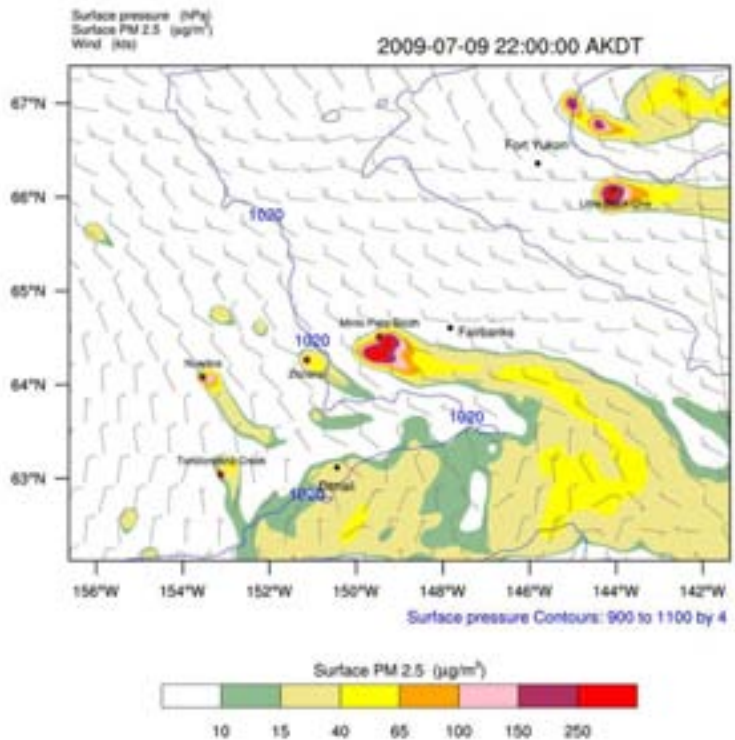 Surface pressure (hPa)
Surface PM 2.5 (µg/m³)
Wind (kts)
2009-07-09 22:00:00 AKDT
67°N
Fort Yukon
66°N
1020
65°N
Minto Flats South
Fairbanks
1020
64°N
1020
63°N
Denali
1020
156°W 154°W 152°W 150°W 148°W 146°W 144°W 142°W
Surface pressure Contours: 900 to 1100 by 4
Surface PM 2.5 (µg/m³)
10 15 40 65 100 150 250